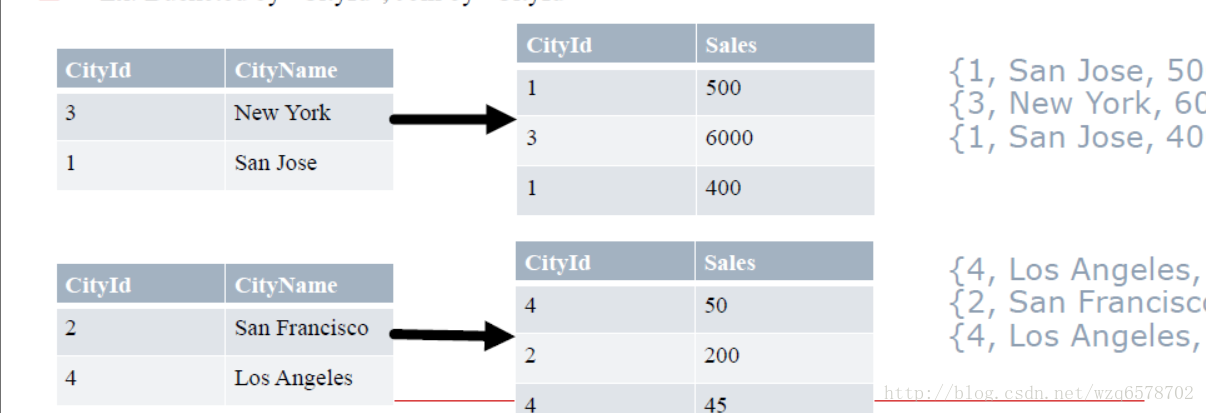 CityId CityName
3 New York
1 San Jose
CityId Sales
1 500
3 6000
1 400
{1, San Jose, 50
{3, New York, 60
{1, San Jose, 40
CityId CityName
2 San Francisco
4 Los Angeles
CityId Sales
4 50
2 200
4 45
{4, Los Angeles,
{2, San Francisco
{4, Los Angeles,
http://blog.csdn.net/wzq6578702